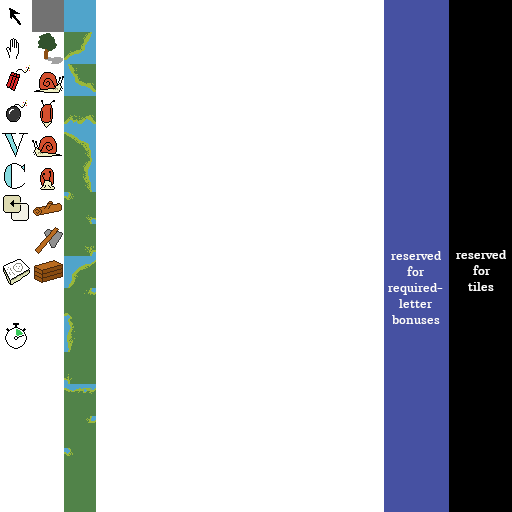 V
C
reserved
for
required-
letter
bonuses
reserved
for
tiles